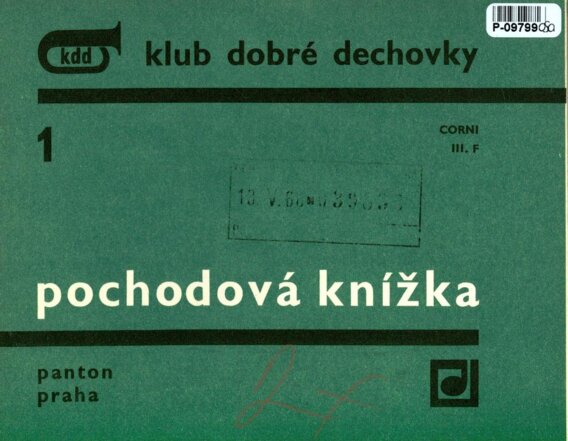 P-09799
kdd
klub dobré dechovky
1
CORNI
III. F
pochodová knížka
panton
praha